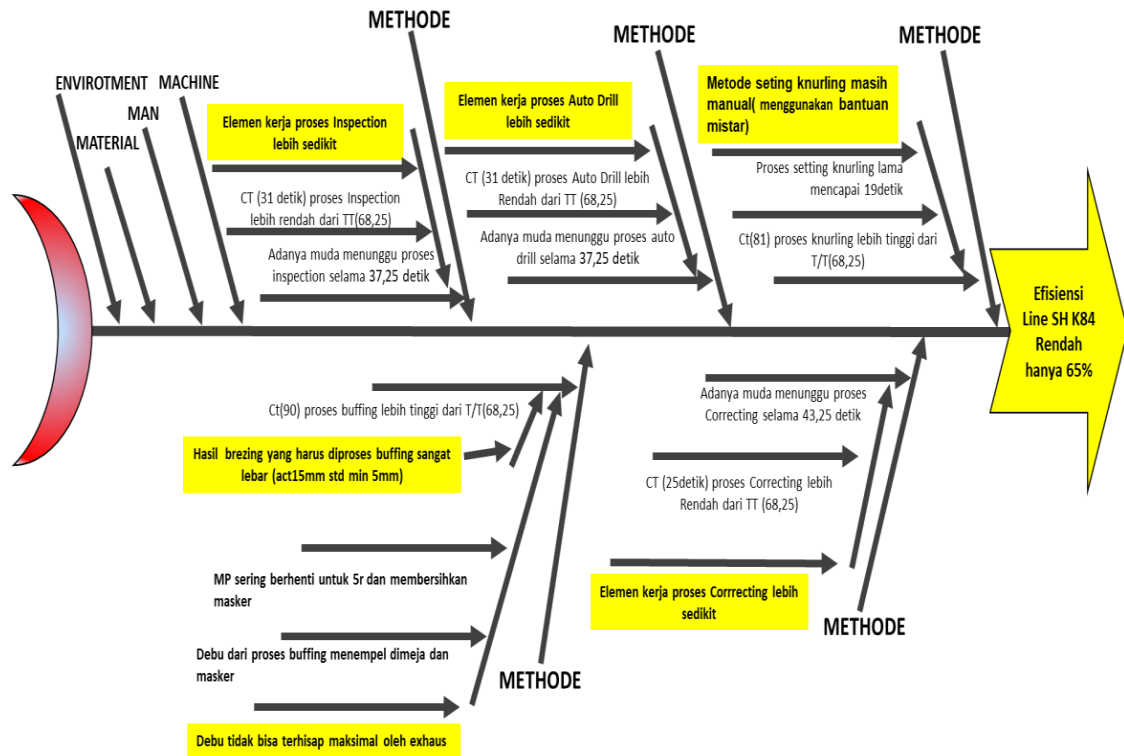 METHODE
METHODE
METHODE
ENVIROTMENT
MACHINE
MAN
MATERIAL
Elemen kerja proses Inspection
lebih sedikit
CT (31 detik) proses Inspection
lebih rendah dari TT(68,25)
Adanya muda menunggu proses
inspection selama 37,25 detik
Elemen kerja proses Auto Drill
lebih sedikit
CT (31 detik) proses Auto Drill lebih
Rendah dari TT (68,25)
Adanya muda menunggu proses auto
drill selama 37,25 detik
Metode seting knurling masih
manual( menggunakan bantuan
mistar)
Proses setting knurling lama
mencapai 19detik
Ct(81) proses knurling lebih tinggi dari
T/T(68,25)
Efisiensi
Line SH K84
Rendah
hanya 65%
Ct(90) proses buffing lebih tinggi dari T/T(68,25)
Hasil brezing yang harus diproses buffing sangat
lebar (act15mm std min 5mm)
MP sering berhenti untuk 5r dan membersihkan
masker
Debu dari proses buffing menempel dimeja dan
masker
Debu tidak bisa terhisap maksimal oleh exhaus
METHODE
Adanya muda menunggu proses
Correcting selama 43,25 detik
CT (25detik) proses Correcting lebih
Rendah dari TT (68,25)
Elemen kerja proses Corrrecting lebih
sedikit
METHODE